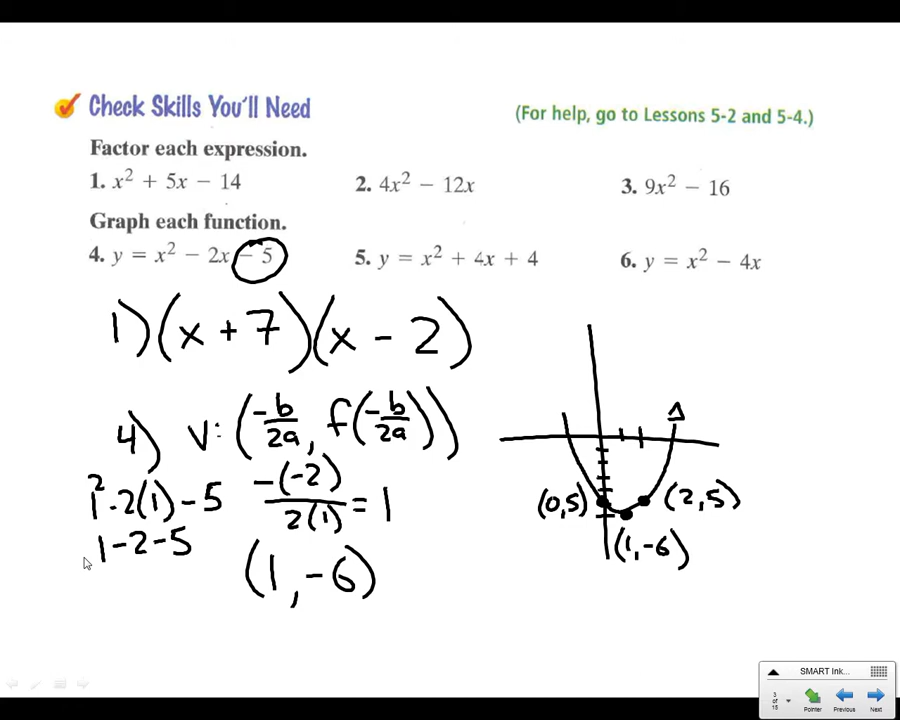 Check Skills You'll Need (For help, go to Lessons 5-2 and 5-4.)
Factor each expression.
1. x² + 5x − 14 2. 4x² − 12x 3. 9x² − 16
Graph each function.
4. y = x² − 2x − 5 5. y = x² + 4x + 4 6. y = x² − 4x
1) (x + 7)(x − 2)
4) V: (-b/2a, f(-b/2a))
1² - 2(1) - 5 -(-2)/2(1) = 1
1 - 2 - 5
(1, -6)
(0,5) (2,5)
(1,-6)
SMART Ink...
3 of 15 Pointer Previous Next